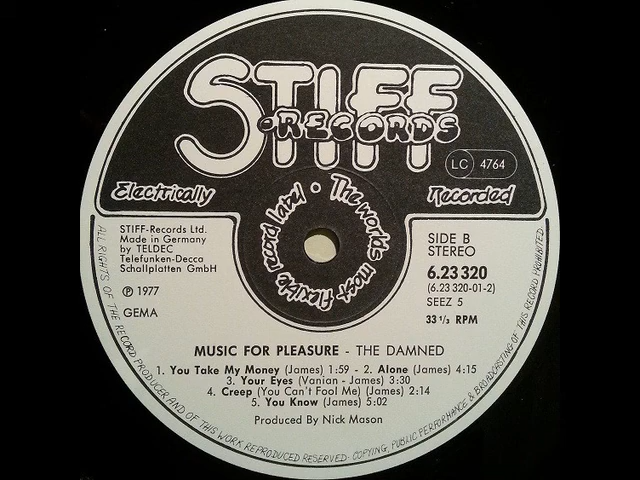 STIFF
RECORDS
LC 4764
Electrically
Recorded
The worlds most flexible record label •
STIFF-Records Ltd.
Made in Germany
by TELDEC
Telefunken-Decca
Schallplatten GmbH
℗ 1977
GEMA
SIDE B
STEREO
6.23 320
(6.23 320-01-2)
SEEZ 5
33 1/3 RPM
MUSIC FOR PLEASURE - THE DAMNED
1. You Take My Money (James) 1:59 - 2. Alone (James) 4:15
3. Your Eyes (Vanian - James) 3:30
4. Creep (You Can't Fool Me) (James) 2:14
5. You Know (James) 5:02
Produced By Nick Mason
ALL RIGHTS OF THE RECORD PRODUCER AND OF THIS WORK REPRODUCED RESERVED · COPYING, PUBLIC PERFORMANCE & BROADCASTING OF THIS RECORD PROHIBITED.